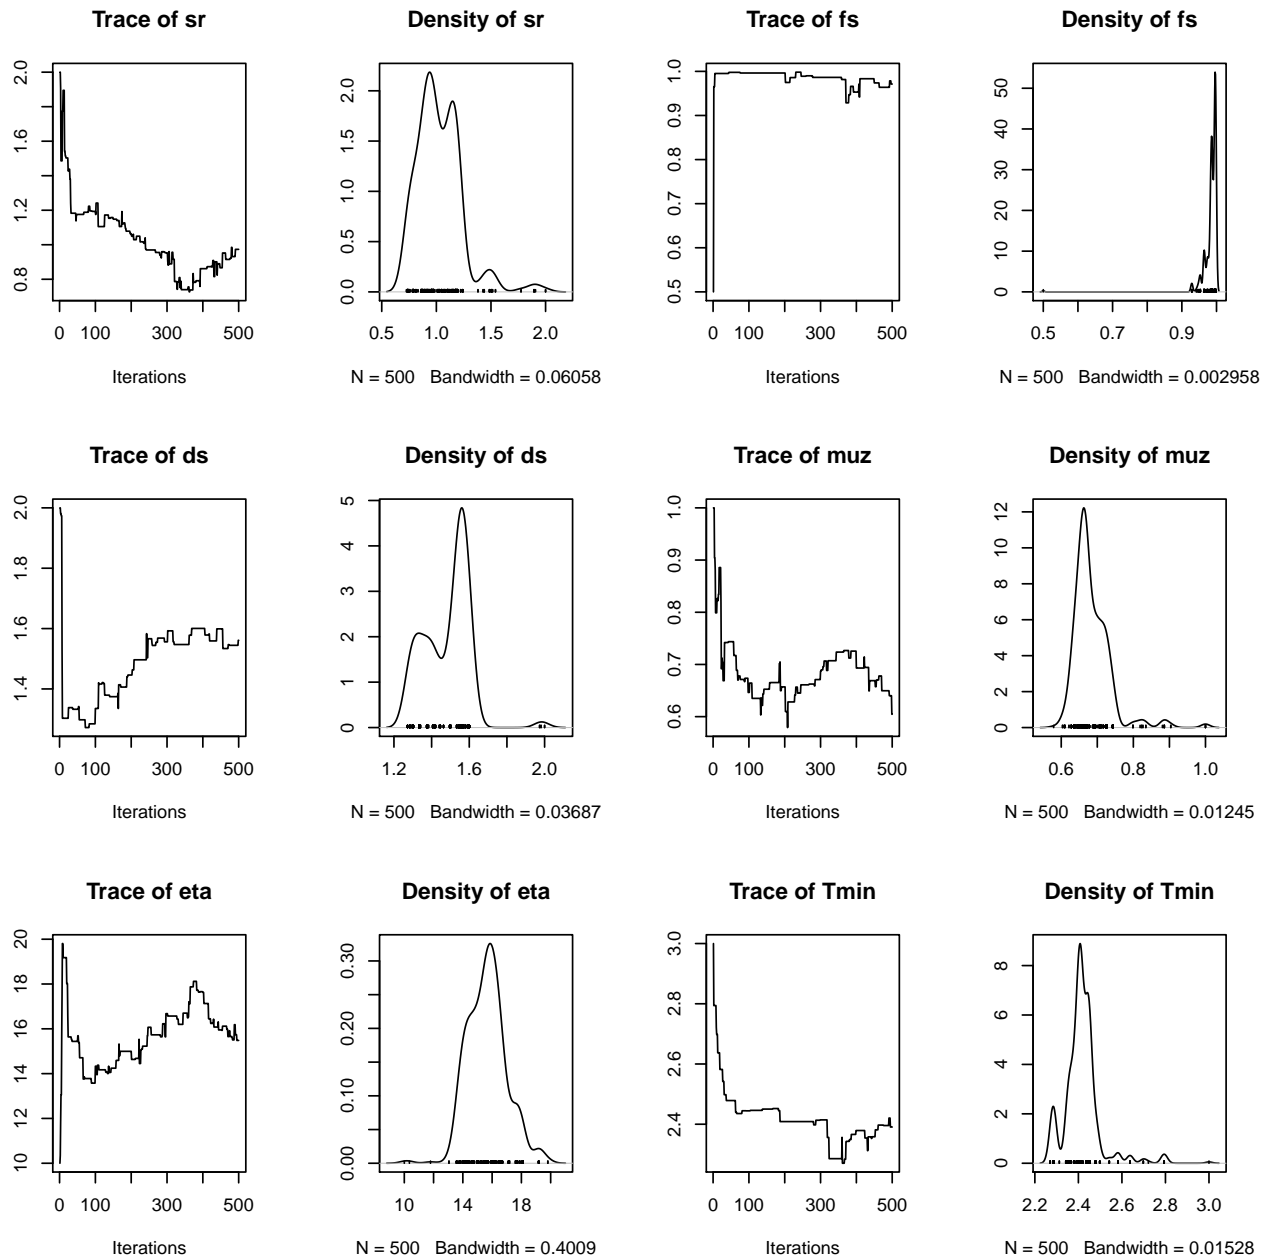 Trace of sr
Density of sr
Trace of fs
Density of fs
2.0
1.6
1.2
0.8
0 100 300 500
Iterations
2.0
1.5
1.0
0.5
0.0
0.5 1.0 1.5 2.0
N = 500 Bandwidth = 0.06058
1.0
0.9
0.8
0.7
0.6
0.5
0 100 300 500
Iterations
50
40
30
20
10
0
0.5 0.7 0.9
N = 500 Bandwidth = 0.002958
Trace of ds
Density of ds
Trace of muz
Density of muz
2.0
1.8
1.6
1.4
0 100 300 500
Iterations
5
4
3
2
1
0
1.2 1.6 2.0
N = 500 Bandwidth = 0.03687
1.0
0.9
0.8
0.7
0.6
0 100 300 500
Iterations
12
10
8
6
4
2
0
0.6 0.8 1.0
N = 500 Bandwidth = 0.01245
Trace of eta
Density of eta
Trace of Tmin
Density of Tmin
20
18
16
14
12
10
0 100 300 500
Iterations
0.30
0.20
0.10
0.00
10 14 18
N = 500 Bandwidth = 0.4009
3.0
2.8
2.6
2.4
0 100 300 500
Iterations
8
6
4
2
0
2.2 2.4 2.6 2.8 3.0
N = 500 Bandwidth = 0.01528